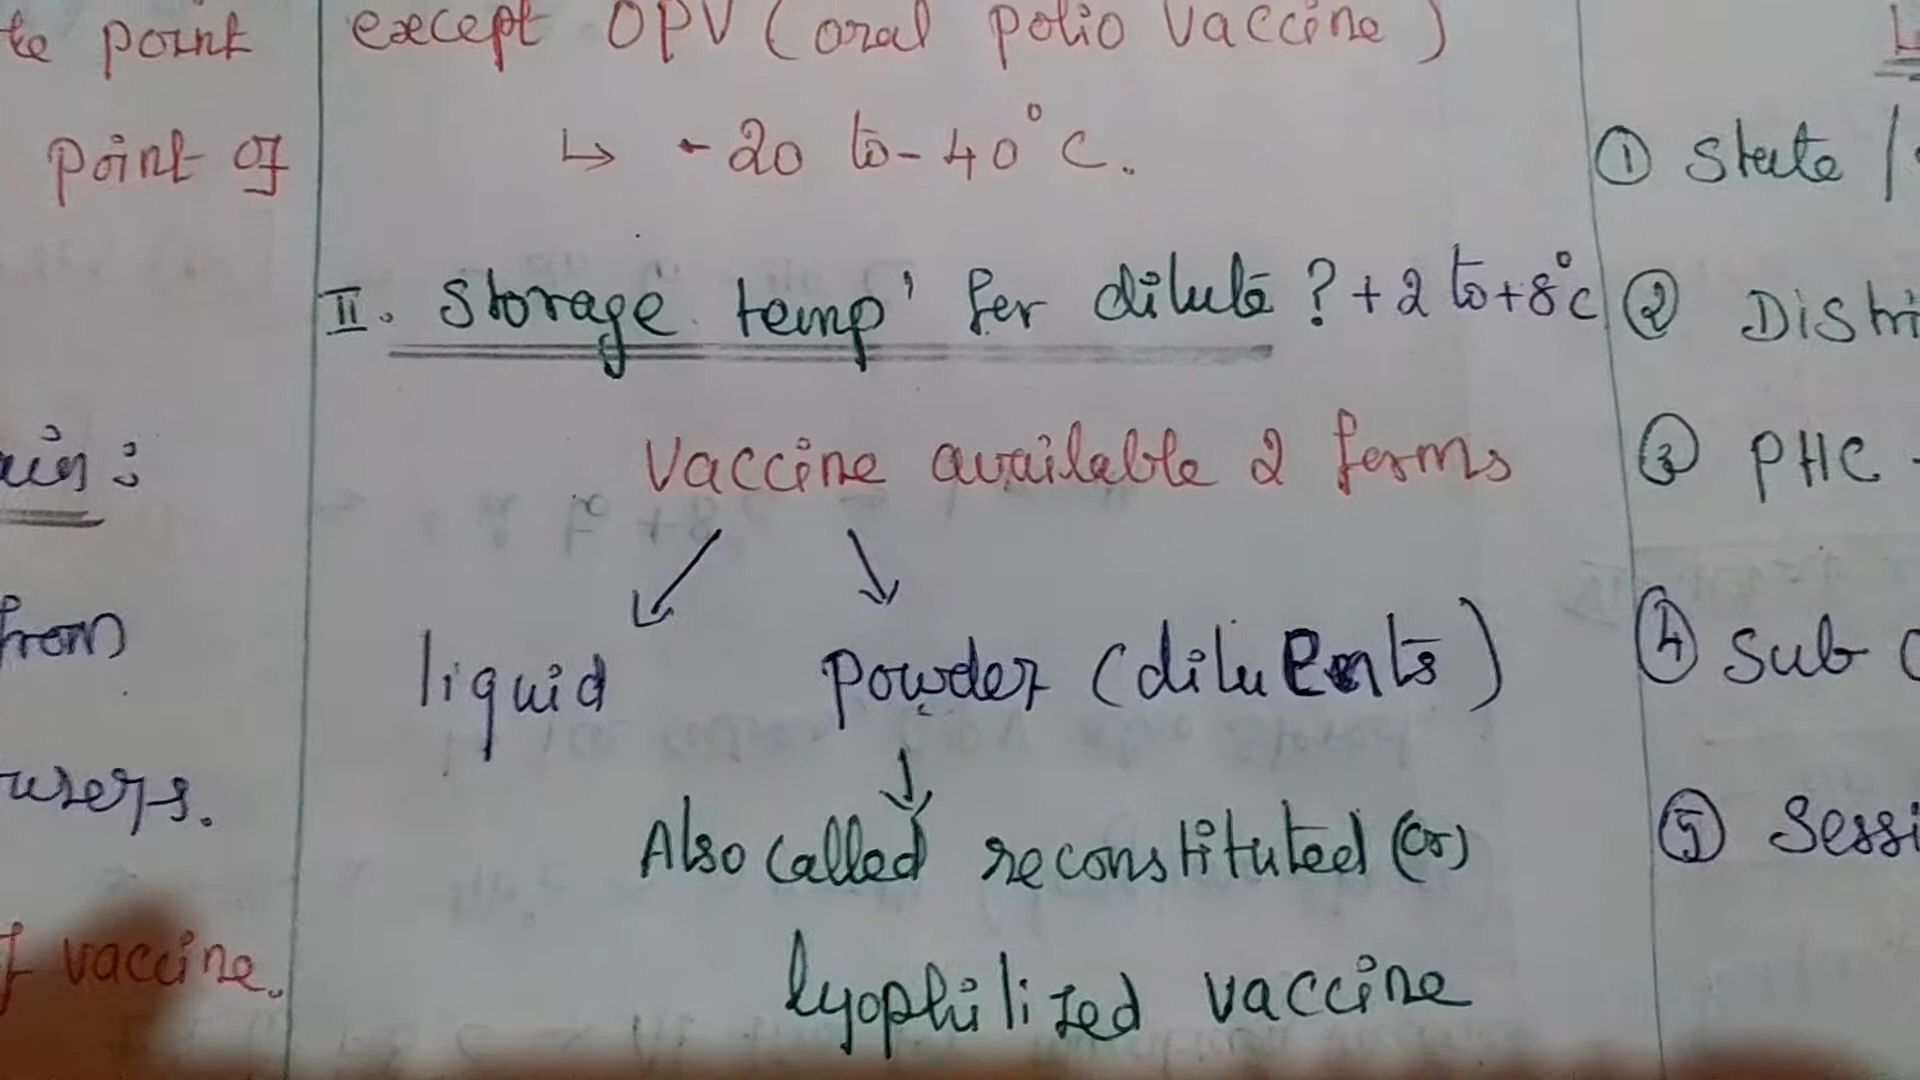 te point
point of
:
from
users.
vaccine.
except OPV (oral polio vaccine)
↳ -20 to -40°C.
II. Storage temp' for dilute ? +2 to +8°C
Vaccine available 2 forms
liquid
Powder (diluEnts)
Also called reconstituted (or)
lyophilized vaccine
① State /
② Distri
③ PHC -
④ Sub C
⑤ Sessi